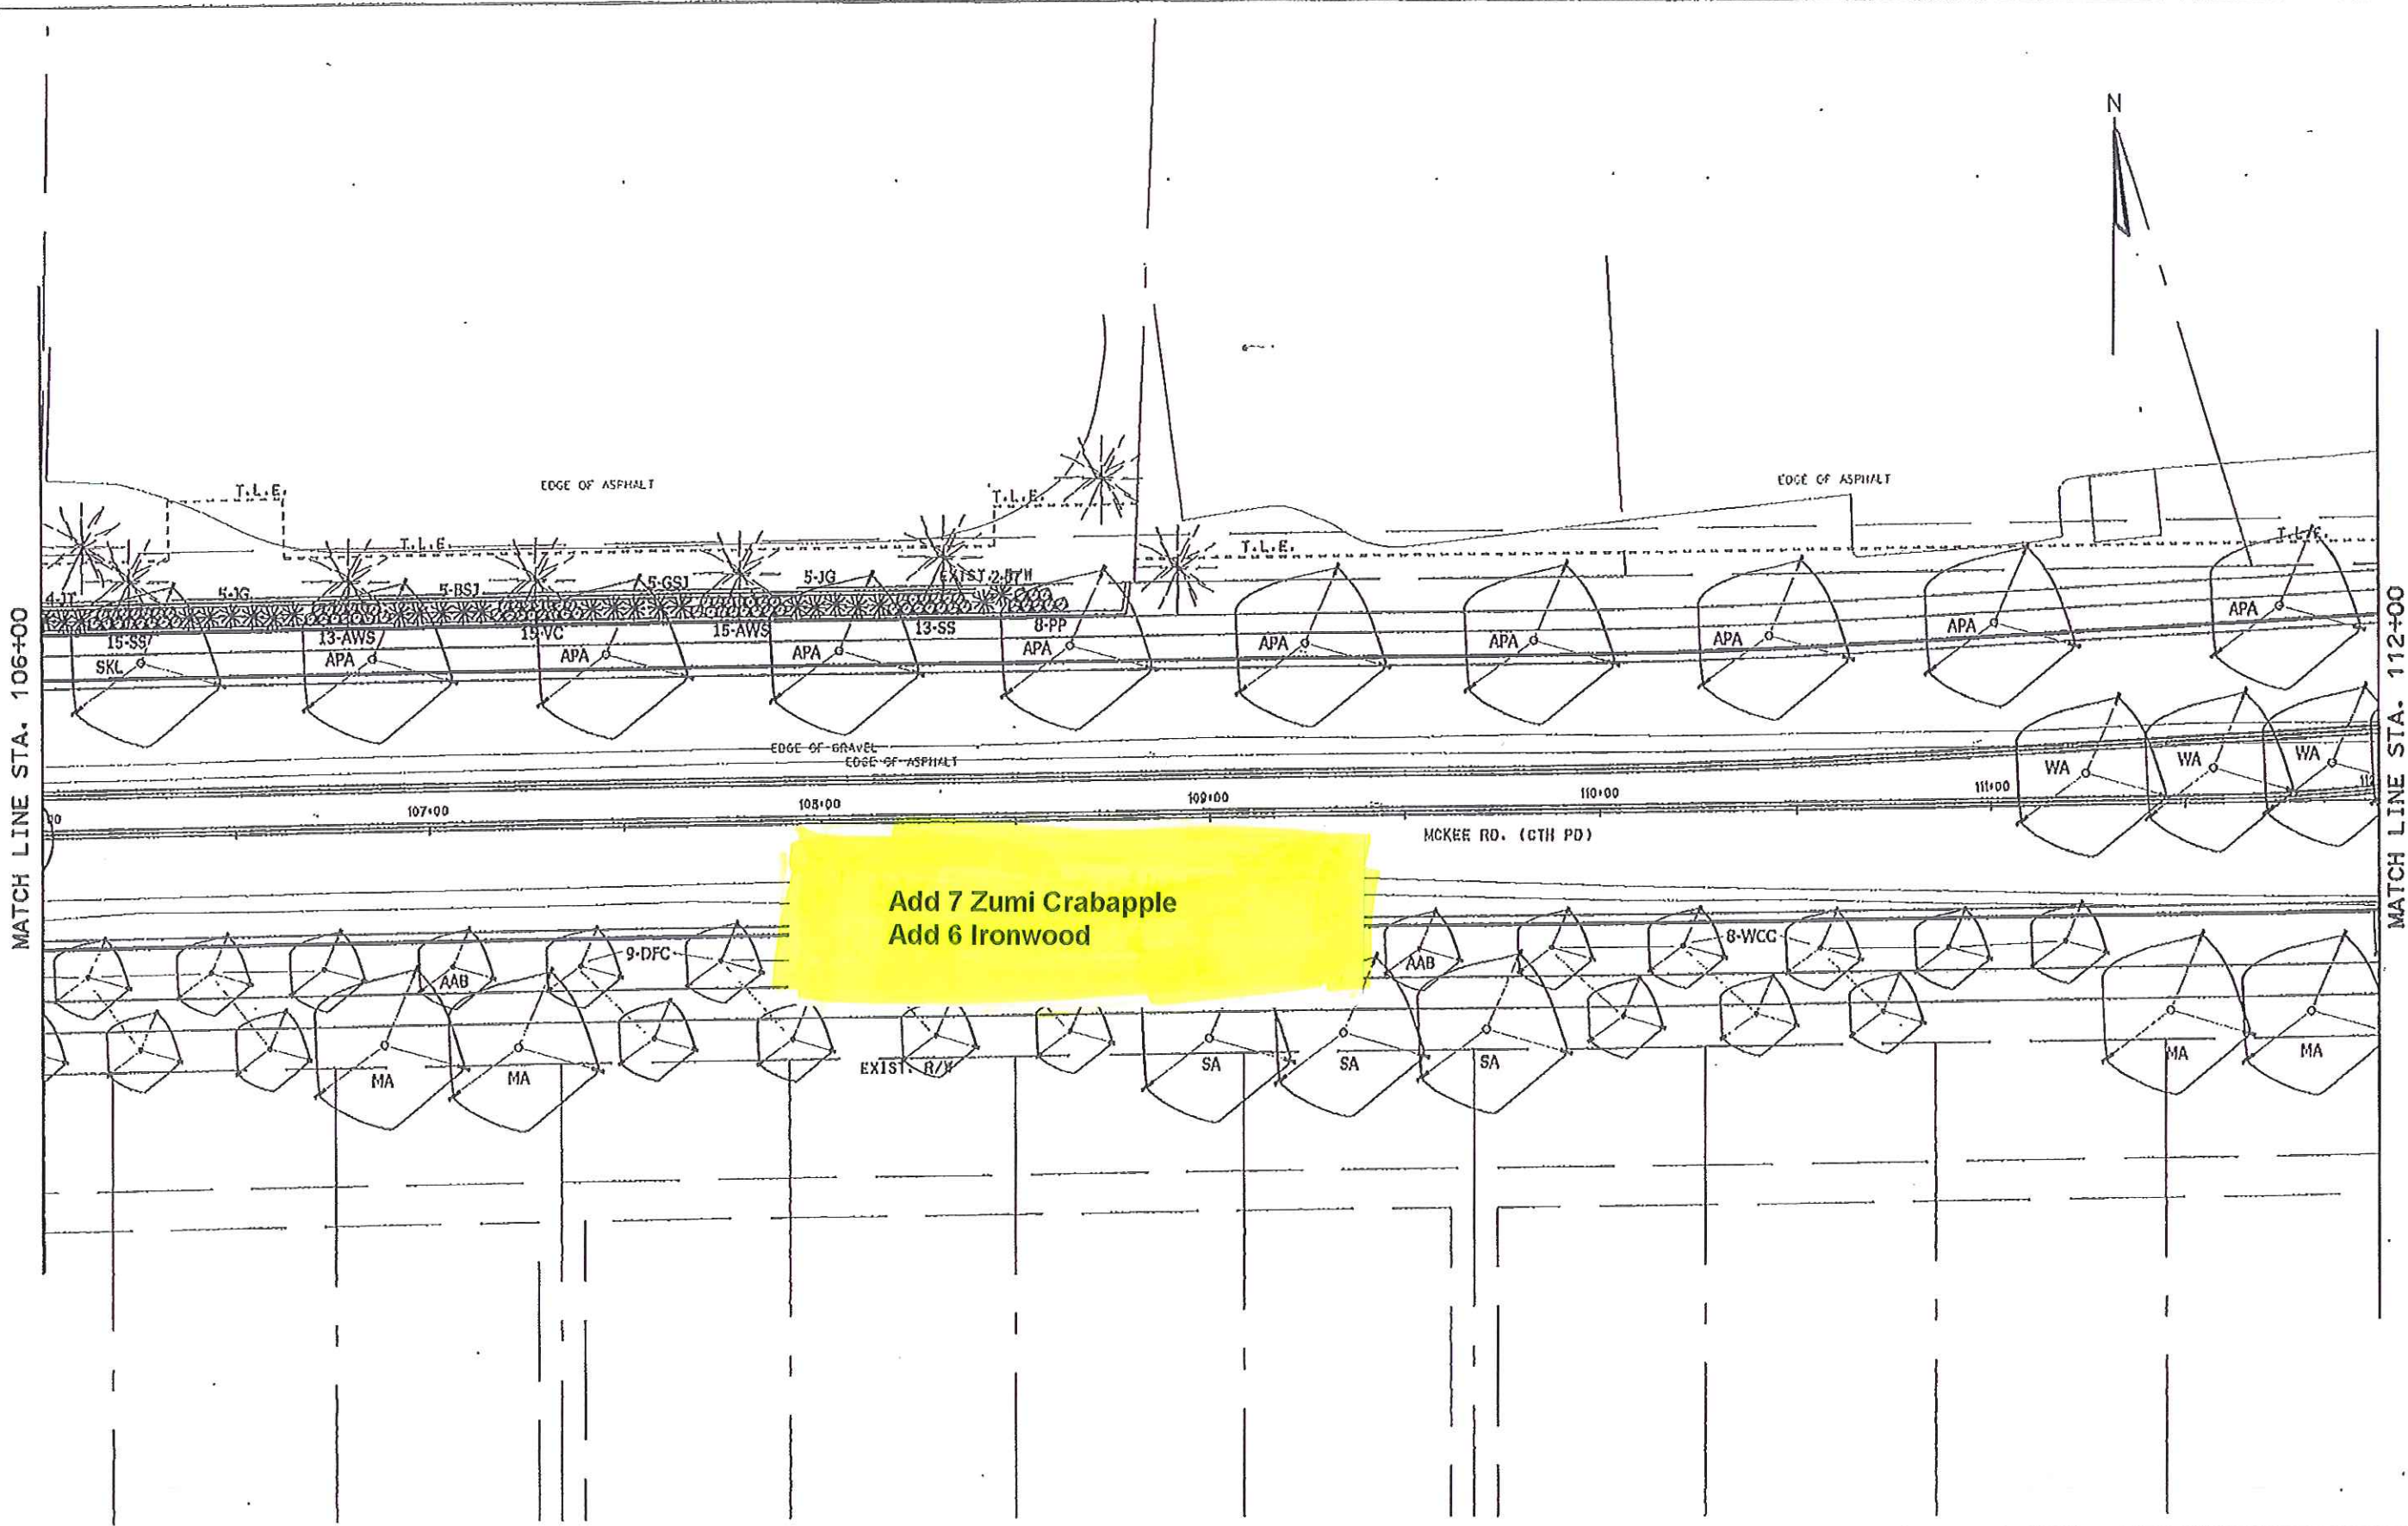 N
EDGE OF ASPHALT
EDGE OF ASPHALT
T.L.E.
T.L.E.
T.L.E.
T.L.E.
T.L.E.
4-JT
5-JG
5-BSJ
5-GSJ
5-JG
EXIST. R/W
15-SS
13-AWS
15-VC
15-AWS
13-SS
8-PP
SKL
APA
APA
APA
APA
APA
APA
APA
APA
APA
MATCH LINE STA. 106+00
MATCH LINE STA. 112+00
EDGE OF GRAVEL
EDGE OF ASPHALT
WA
WA
WA
00
107+00
108+00
109+00
110+00
111+00
112
MCKEE RD. (CTH PD)
Add 7 Zumi Crabapple
Add 6 Ironwood
9-DFC
8-WCC
AAB
AAB
EXIST. R/W
MA
MA
SA
SA
SA
MA
MA